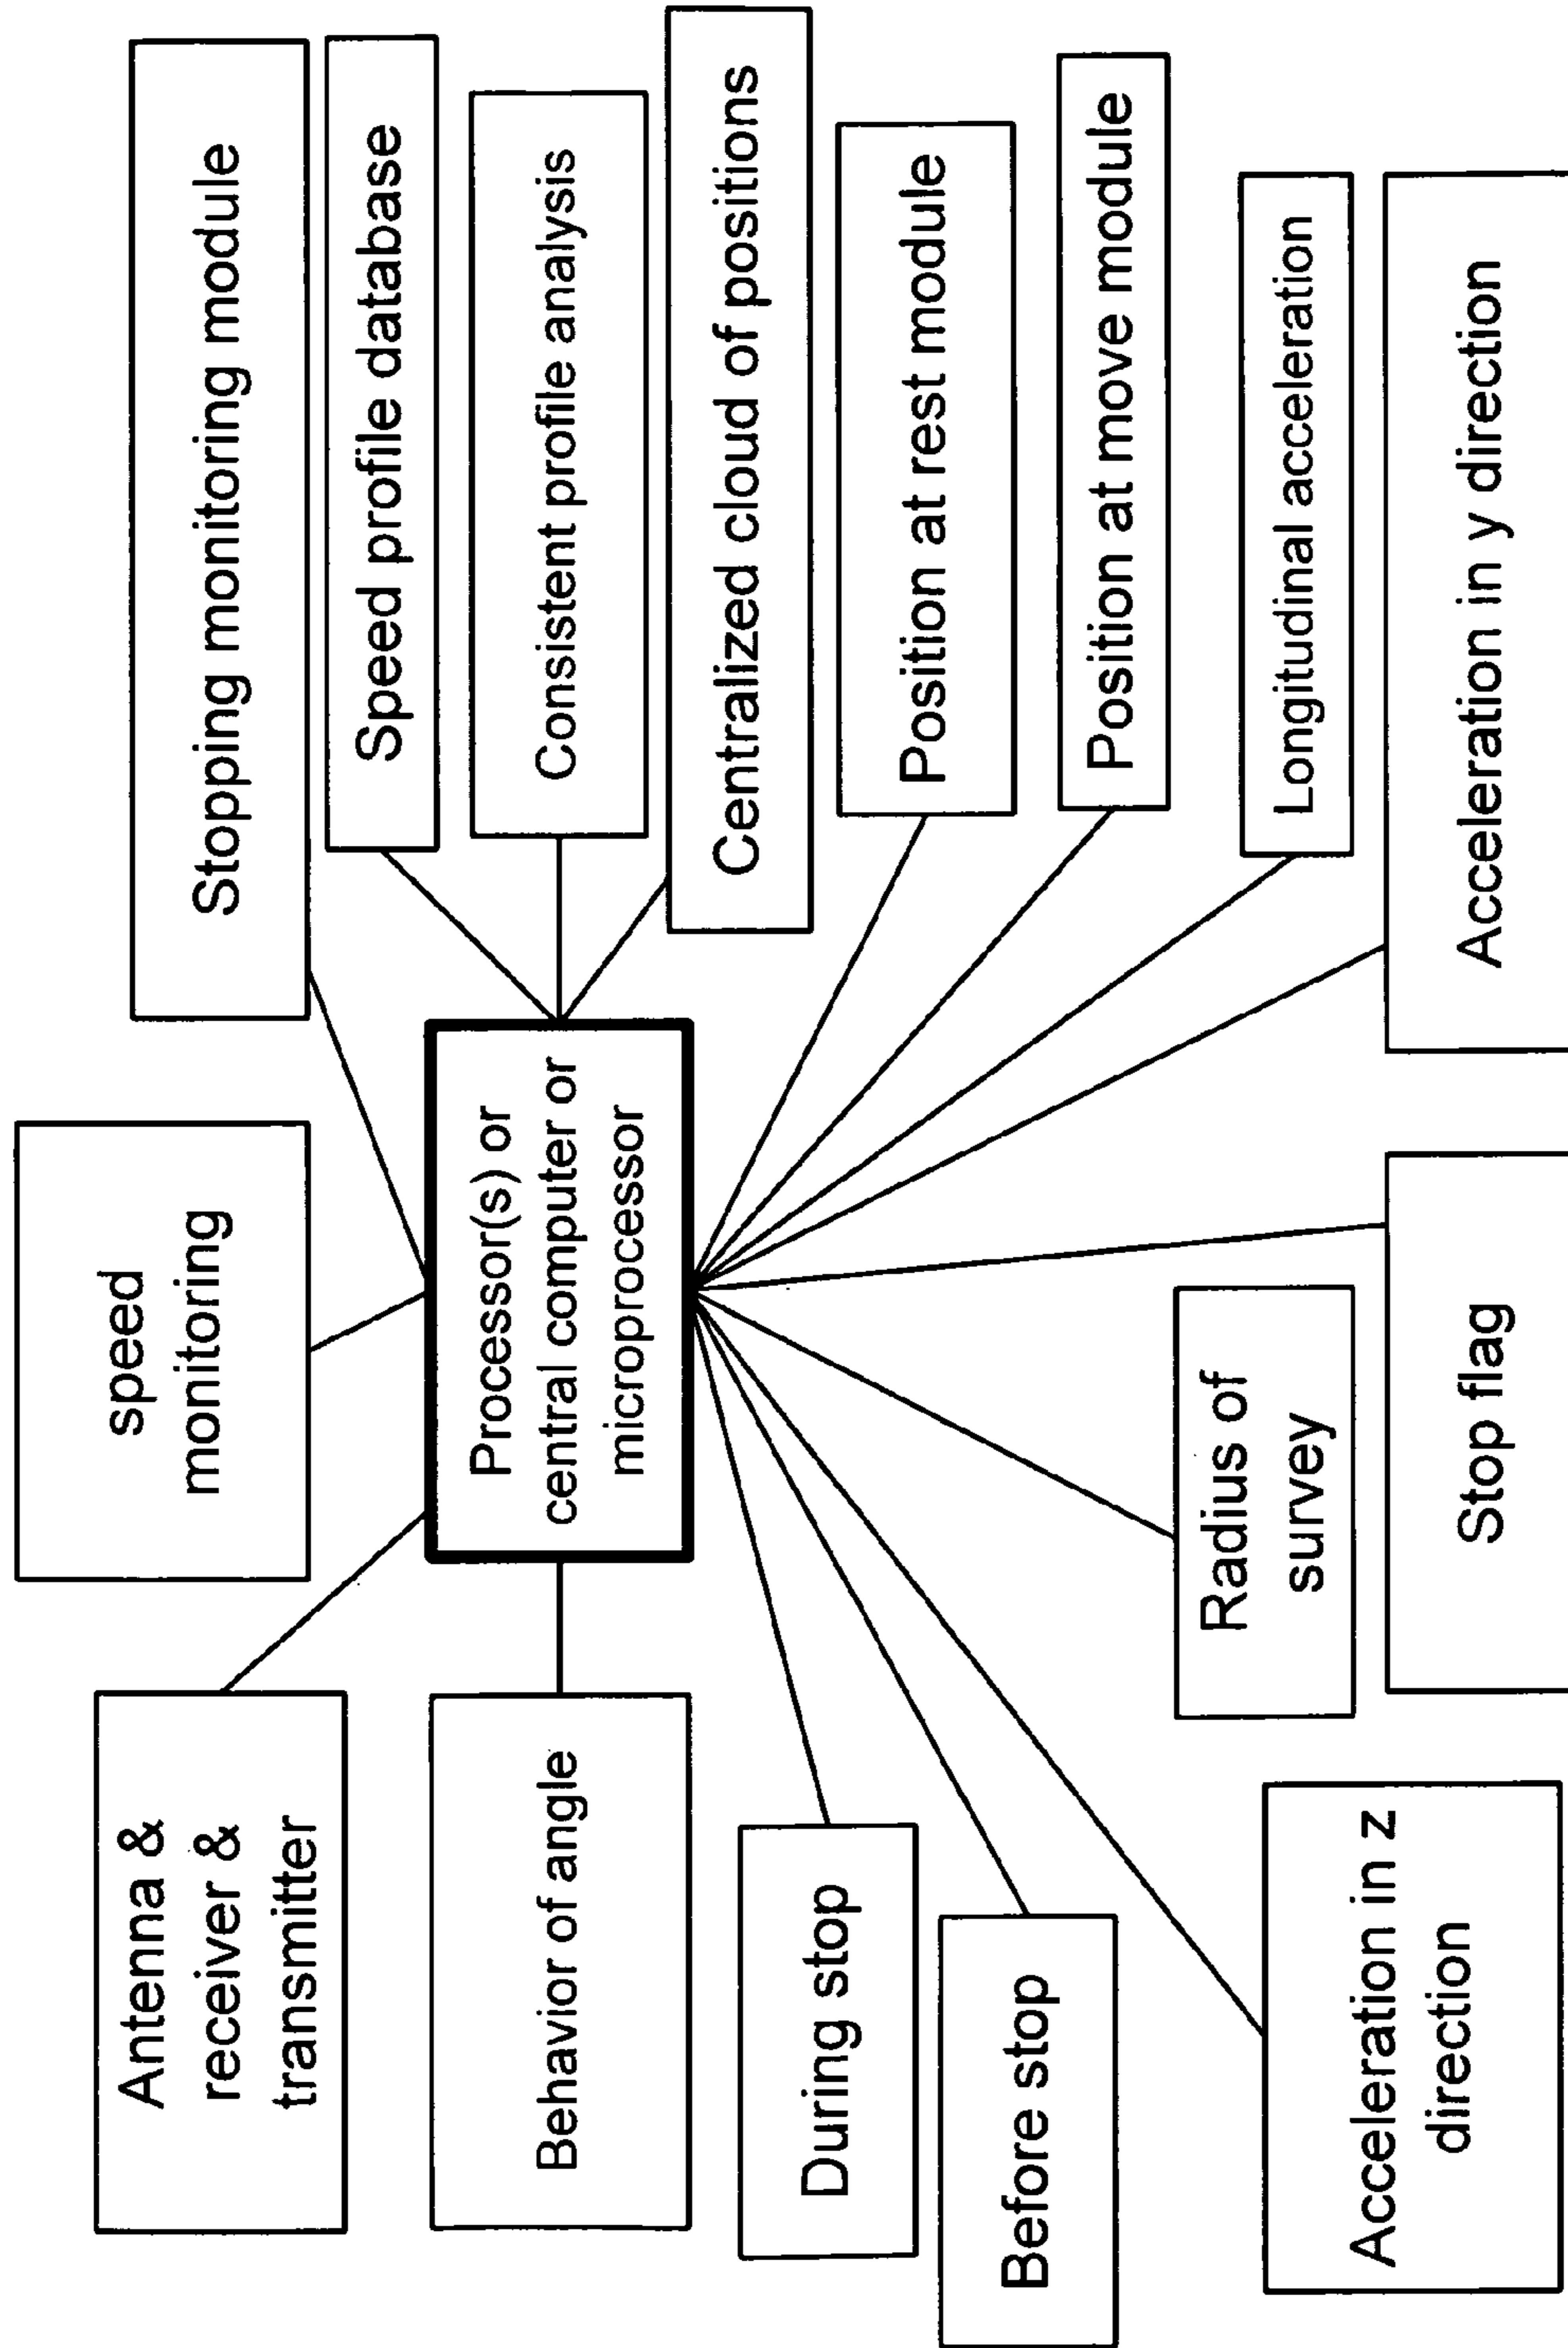 Antenna &
receiver &
transmitter
speed
monitoring
Stopping monitoring module
Speed profile database
Behavior of angle
Processor(s) or
central computer or
microprocessor
Consistent profile analysis
Centralized cloud of positions
During stop
Position at rest module
Before stop
Position at move module
Radius of
survey
Longitudinal acceleration
Acceleration in z
direction
Stop flag
Acceleration in y direction